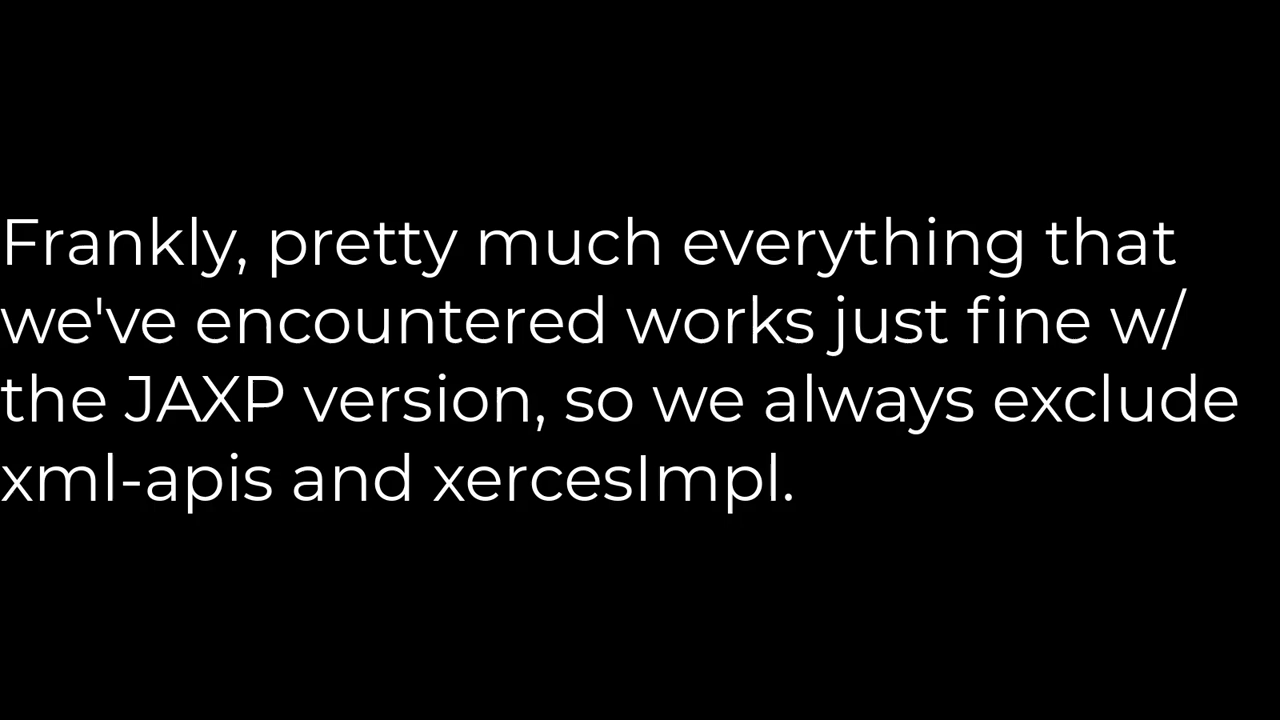 Frankly, pretty much everything that
we've encountered works just fine w/
the JAXP version, so we always exclude
xml-apis and xercesImpl.